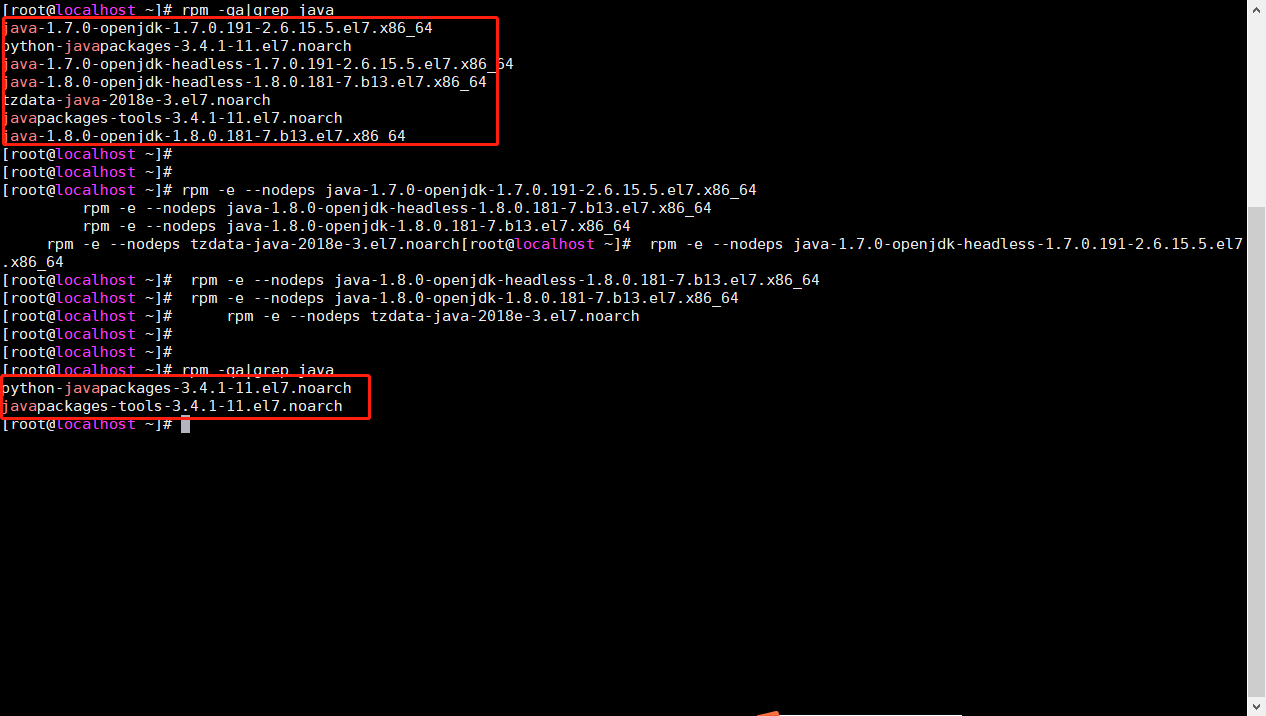 [root@localhost ~]# rpm -qa|grep java
java-1.7.0-openjdk-1.7.0.191-2.6.15.5.el7.x86_64
python-javapackages-3.4.1-11.el7.noarch
java-1.7.0-openjdk-headless-1.7.0.191-2.6.15.5.el7.x86_64
java-1.8.0-openjdk-headless-1.8.0.181-7.b13.el7.x86_64
tzdata-java-2018e-3.el7.noarch
javapackages-tools-3.4.1-11.el7.noarch
java-1.8.0-openjdk-1.8.0.181-7.b13.el7.x86_64
[root@localhost ~]#
[root@localhost ~]#
[root@localhost ~]# rpm -e --nodeps java-1.7.0-openjdk-1.7.0.191-2.6.15.5.el7.x86_64
rpm -e --nodeps java-1.8.0-openjdk-headless-1.8.0.181-7.b13.el7.x86_64
rpm -e --nodeps java-1.8.0-openjdk-1.8.0.181-7.b13.el7.x86_64
rpm -e --nodeps tzdata-java-2018e-3.el7.noarch[root@localhost ~]#  rpm -e --nodeps java-1.7.0-openjdk-headless-1.7.0.191-2.6.15.5.el7
.x86_64
[root@localhost ~]#  rpm -e --nodeps java-1.8.0-openjdk-headless-1.8.0.181-7.b13.el7.x86_64
[root@localhost ~]#  rpm -e --nodeps java-1.8.0-openjdk-1.8.0.181-7.b13.el7.x86_64
[root@localhost ~]#      rpm -e --nodeps tzdata-java-2018e-3.el7.noarch
[root@localhost ~]#
[root@localhost ~]#
[root@localhost ~]# rpm -qa|grep java
python-javapackages-3.4.1-11.el7.noarch
javapackages-tools-3.4.1-11.el7.noarch
[root@localhost ~]#